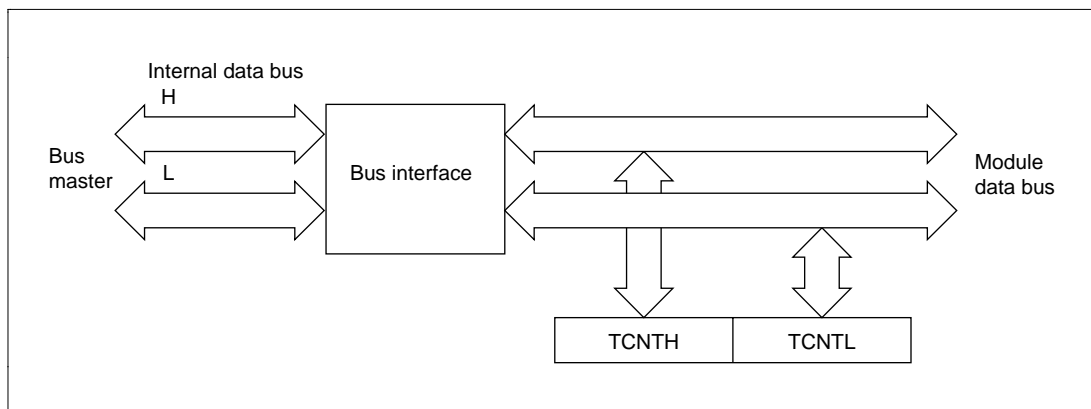 Internal data bus
H
Bus
master
L
Bus interface
Module
data bus
TCNTH
TCNTL